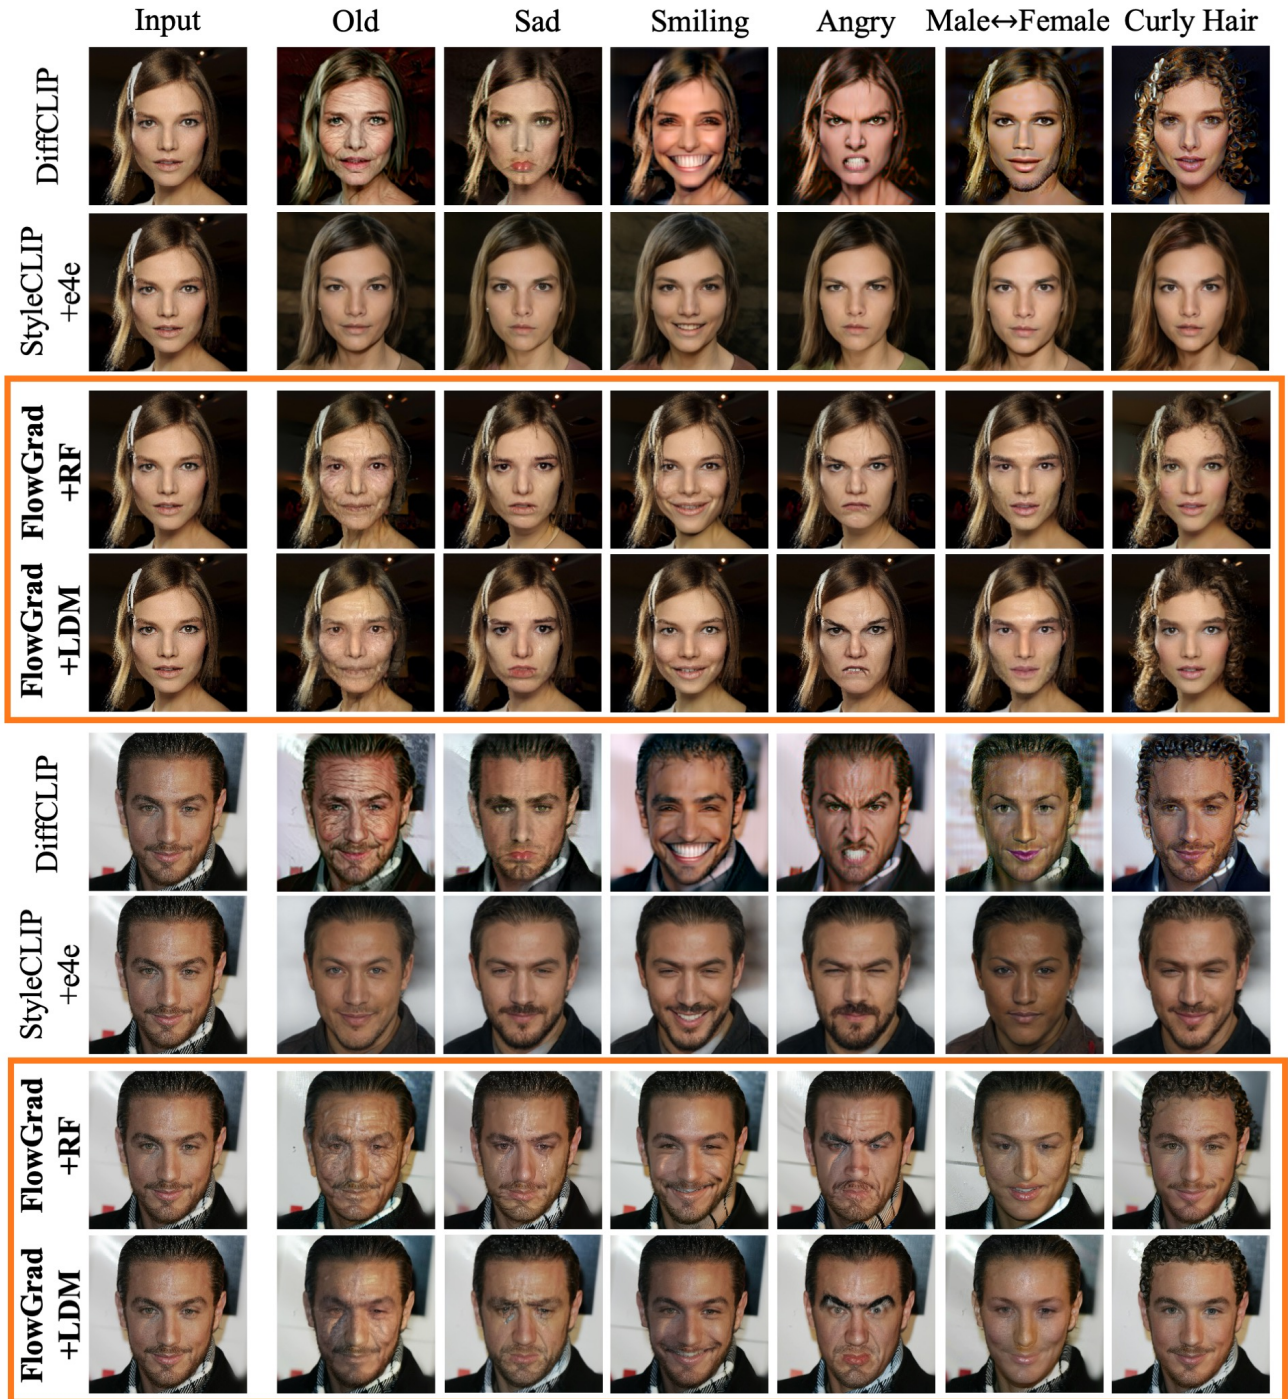 Input Old Sad Smiling Angry Male↔Female Curly Hair
DiffCLIP
StyleCLIP
+e4e
FlowGrad
+RF
FlowGrad
+LDM
DiffCLIP
StyleCLIP
+e4e
FlowGrad
+RF
FlowGrad
+LDM